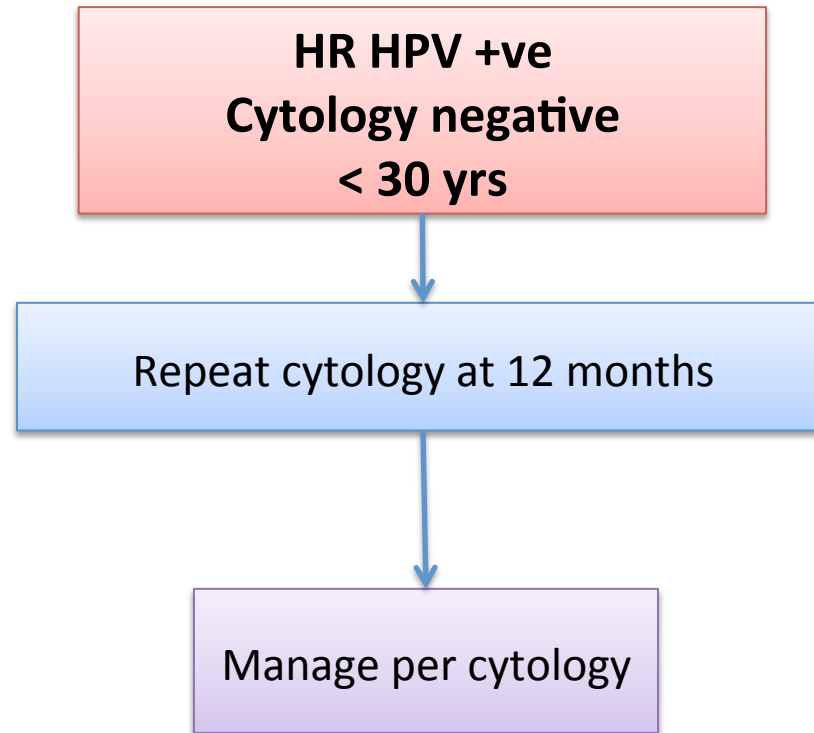 HR HPV +ve
Cytology negative
< 30 yrs
Repeat cytology at 12 months
Manage per cytology